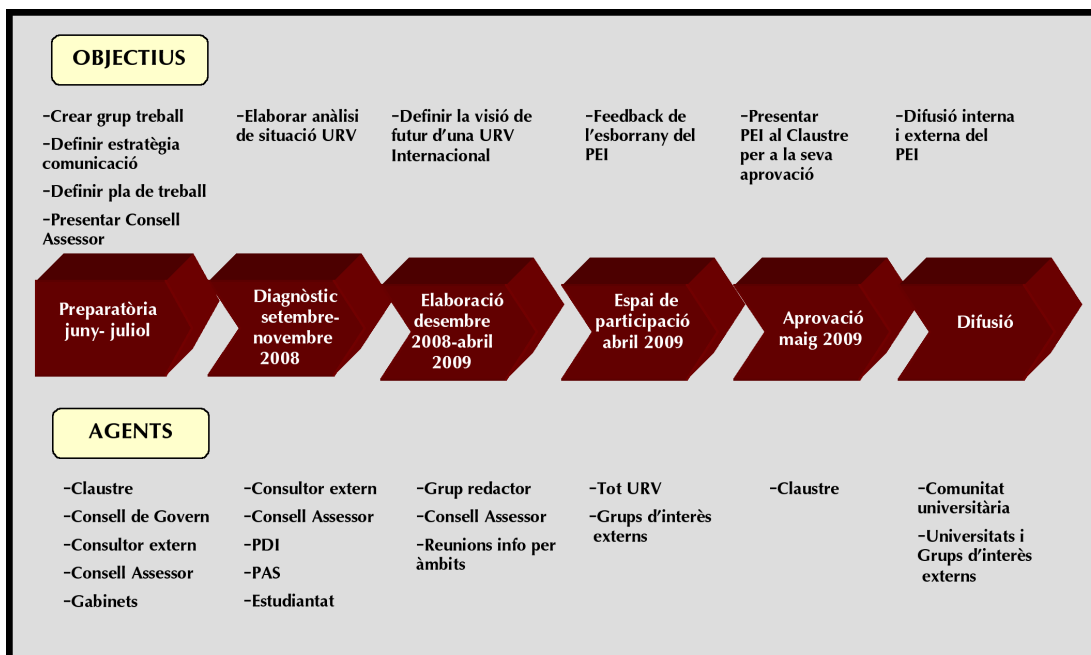 OBJECTIUS
-Crear grup treball
-Definir estratègia
comunicació
-Definir pla de treball
-Presentar Consell
Assessor
-Elaborar anàlisi
de situació URV
-Definir la visió de
futur d'una URV
Internacional
-Feedback de
l'esborrany del
PEI
-Presentar
PEI al Claustre
per a la seva
aprovació
-Difusió interna
i externa del
PEI
Preparatòria
juny- juliol
Diagnòstic
setembre-
novembre
2008
Elaboració
desembre
2008-abril
2009
Espai de
participació
abril 2009
Aprovació
maig 2009
Difusió
AGENTS
-Claustre
-Consell de Govern
-Consultor extern
-Consell Assessor
-Gabinets
-Consultor extern
-Consell Assessor
-PDI
-PAS
-Estudiantat
-Grup redactor
-Consell Assessor
-Reunions info per
àmbits
-Tot URV
-Grups d'interès
externs
-Claustre
-Comunitat
universitària
-Universitats i
Grups d'interès
externs